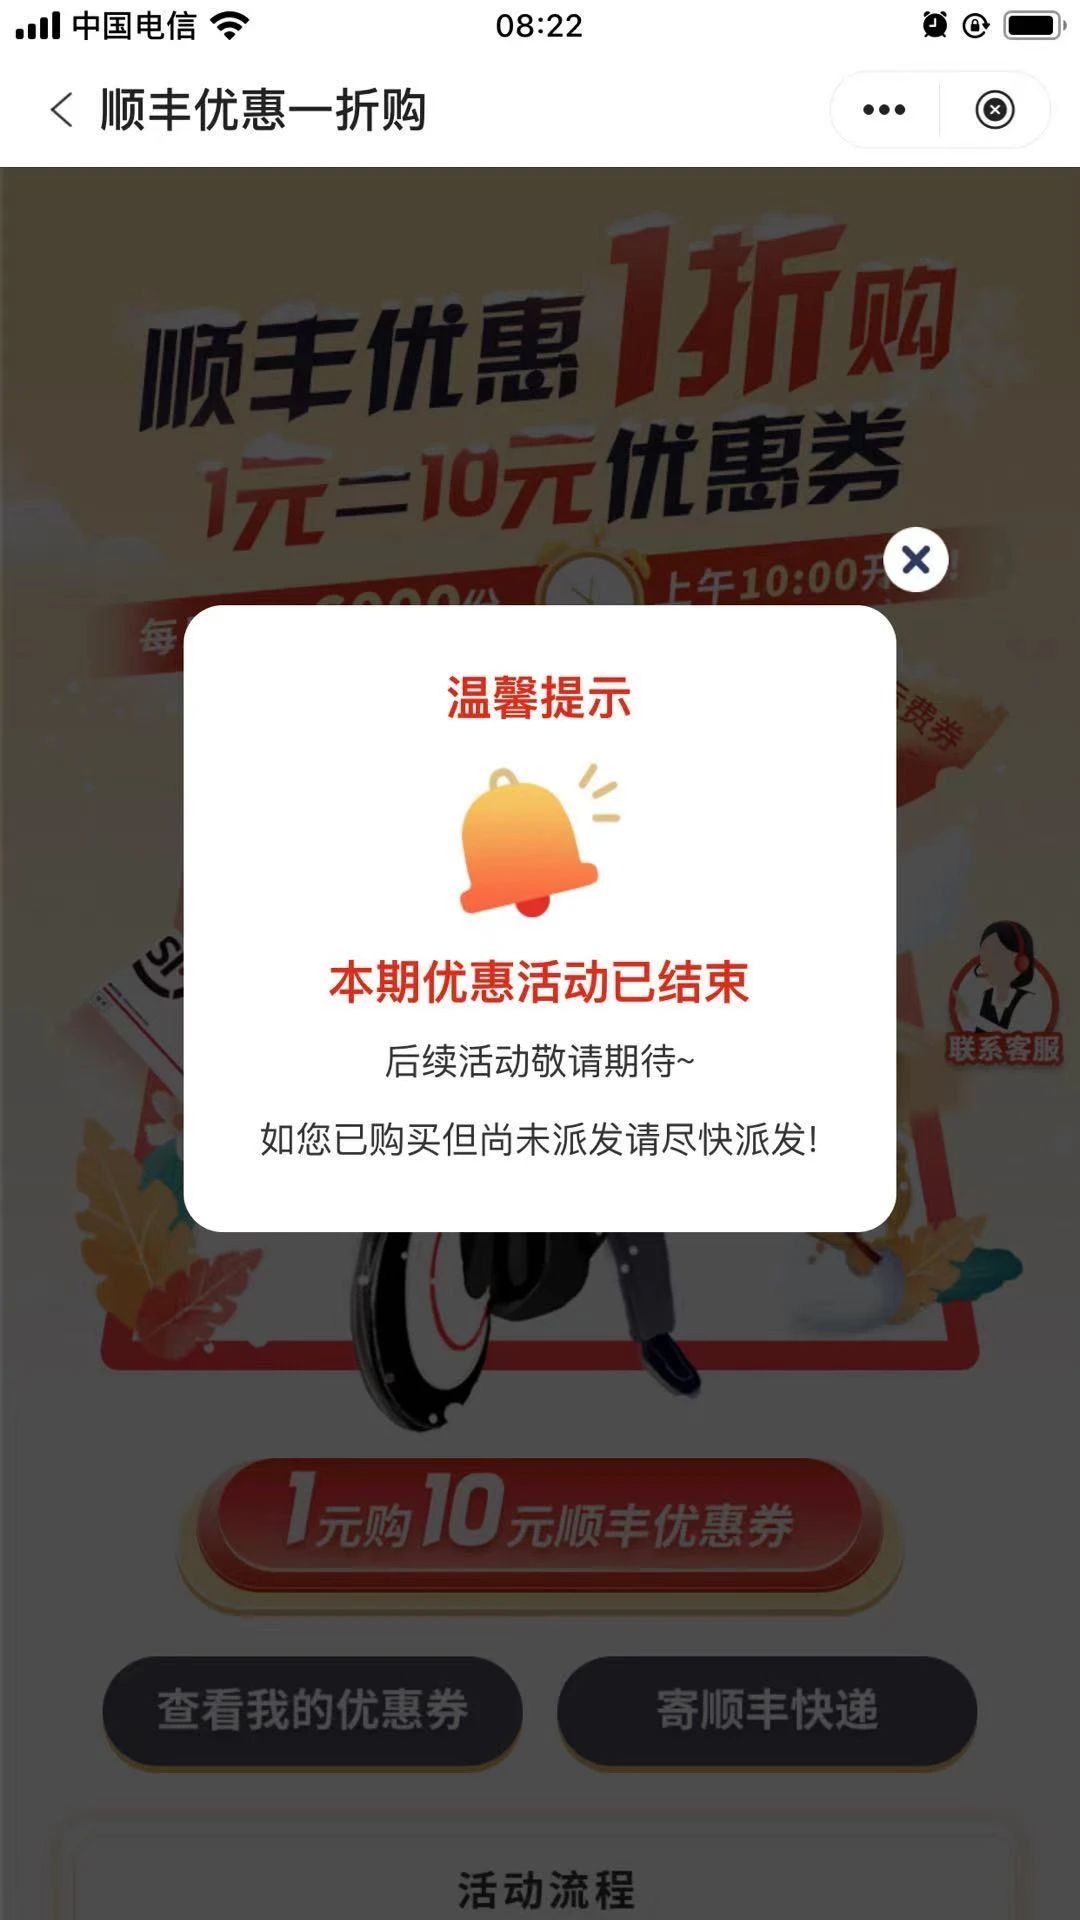 中国电信
08:22
顺丰优惠一折购
顺丰优惠1折购
1元=10元优惠券
每
上午10:00开
费券
温馨提示
本期优惠活动已结束
后续活动敬请期待~
如您已购买但尚未派发请尽快派发!
联系客服
1元购10元顺丰优惠券
查看我的优惠券
寄顺丰快递
活动流程